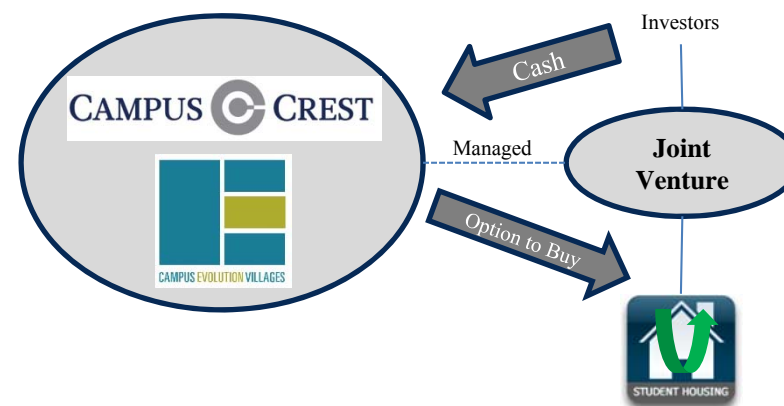 Investors
Cash
CAMPUS CREST
Managed
Joint
Venture
Option to Buy
CAMPUS EVOLUTION VILLAGES
STUDENT HOUSING